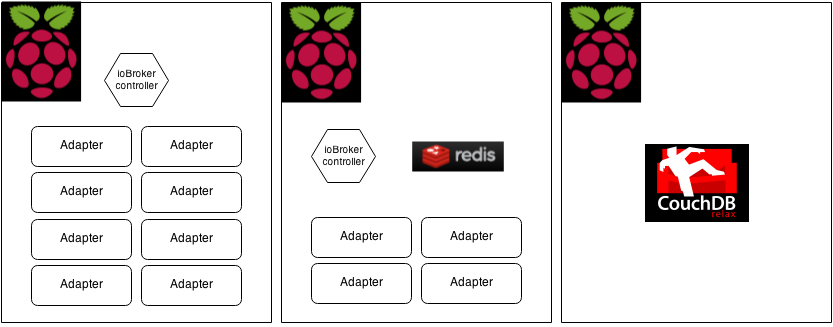 ioBroker
controller
Adapter Adapter
Adapter Adapter
Adapter Adapter
Adapter Adapter
ioBroker
controller
redis
Adapter Adapter
Adapter Adapter
CouchDB
relax